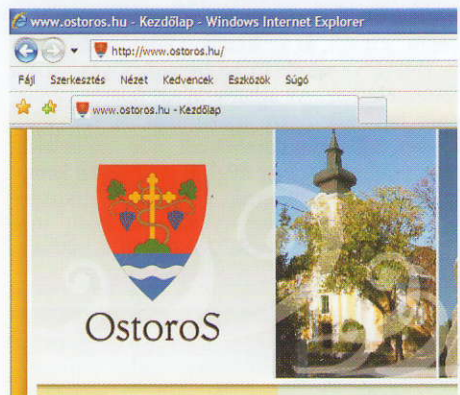 www.ostoros.hu - Kezdőlap - Windows Internet Explorer
http://www.ostoros.hu/
Fájl Szerkesztés Nézet Kedvencek Eszközök Súgó
www.ostoros.hu - Kezdőlap
OstoroS